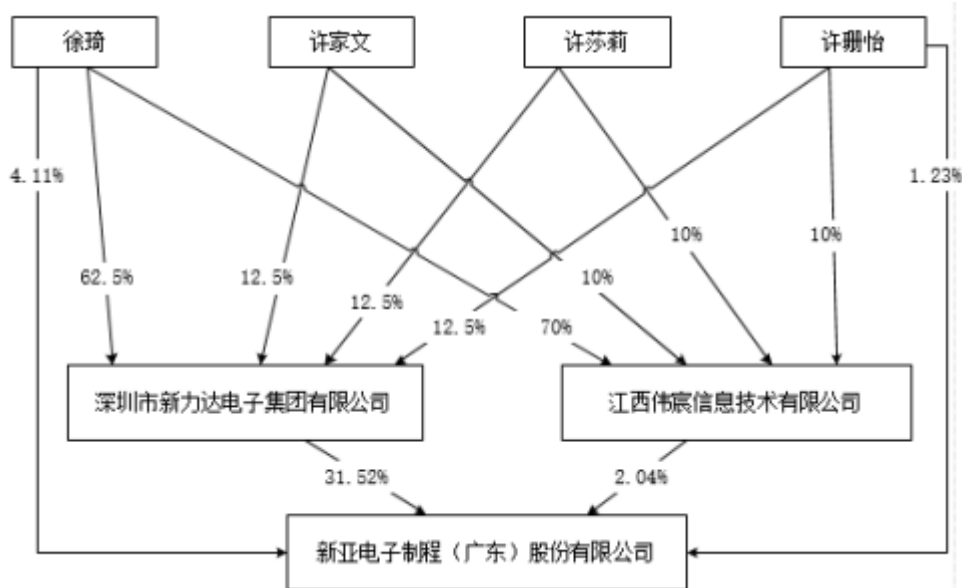 徐琦
许家文
许莎莉
许珊怡
4.11%
1.23%
10%
10%
62.5%
12.5%
10%
12.5%
12.5%
70%
深圳市新力达电子集团有限公司
江西伟宸信息技术有限公司
31.52%
2.04%
新亚电子制程（广东）股份有限公司